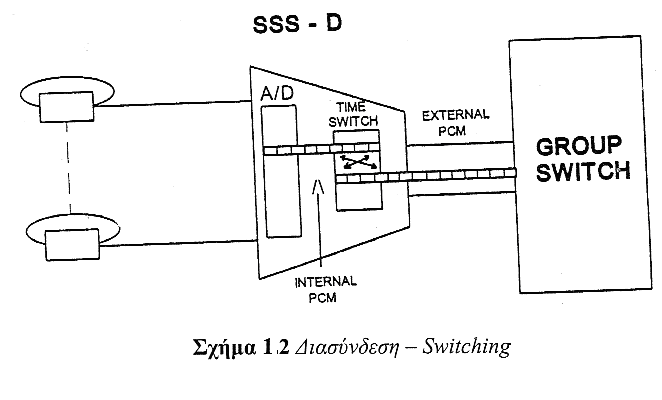 SSS - D
A/D
TIME
SWITCH
EXTERNAL
PCM
GROUP
SWITCH
INTERNAL
PCM
Σχήμα 1.2 Διασύνδεση – Switching